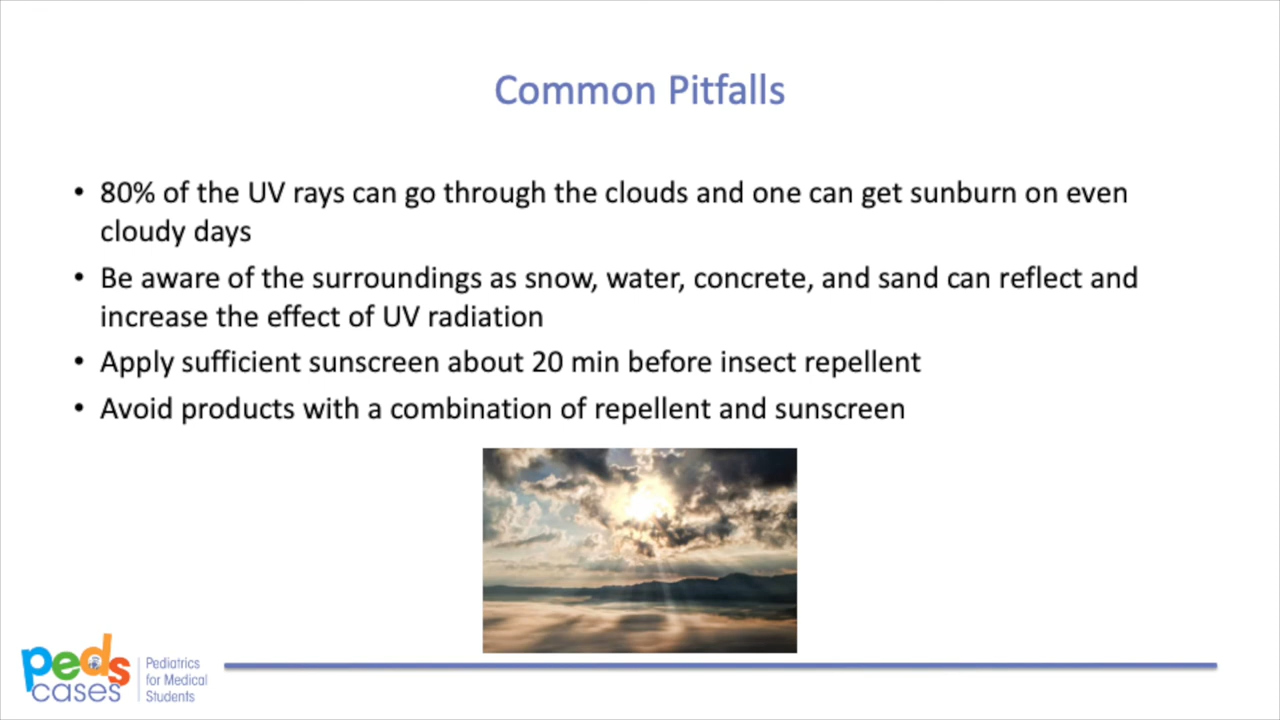 Common Pitfalls
• 80% of the UV rays can go through the clouds and one can get sunburn on even
cloudy days
• Be aware of the surroundings as snow, water, concrete, and sand can reflect and
increase the effect of UV radiation
• Apply sufficient sunscreen about 20 min before insect repellent
• Avoid products with a combination of repellent and sunscreen
peds
cases
Pediatrics
for Medical
Students